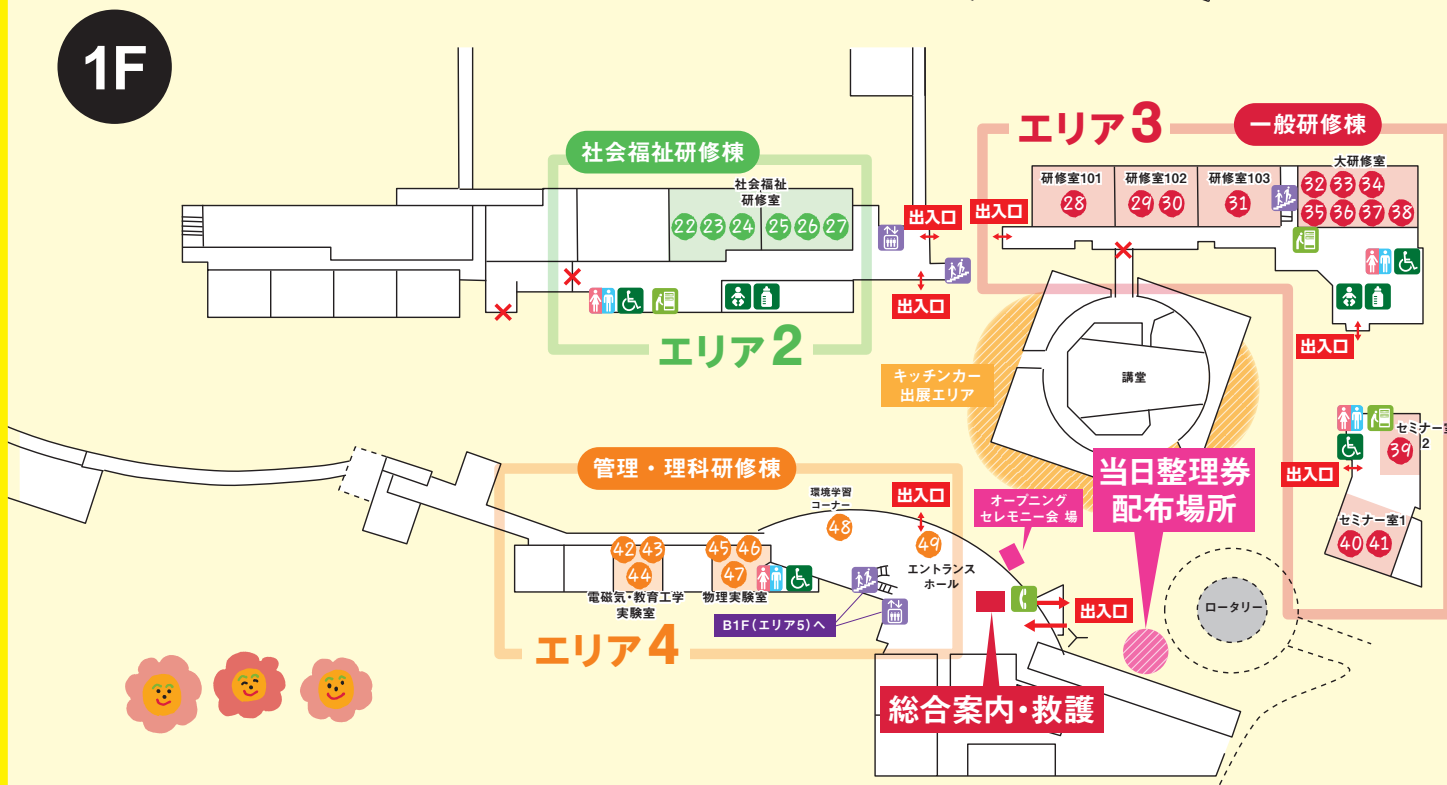 1F
エリア3
一般研修棟
社会福祉研修棟
社会福祉
研修室
22 23 24 25 26 27
出入口
出入口
研修室101
28
研修室102
29 30
研修室103
31
大研修室
32 33 34
35 36 37 38
出入口
エリア2
出入口
キッチンカー
出展エリア
講堂
セミナー室
2
39
出入口
セミナー室1
40 41
管理・理科研修棟
環境学習
コーナー
48
出入口
49
エントランス
ホール
オープニング
セレモニー会場
当日整理券
配布場所
42 43
44
電磁気・教育工学
実験室
45 46
47
物理実験室
B1F(エリア5)へ
エリア4
出入口
ロータリー
総合案内・救護